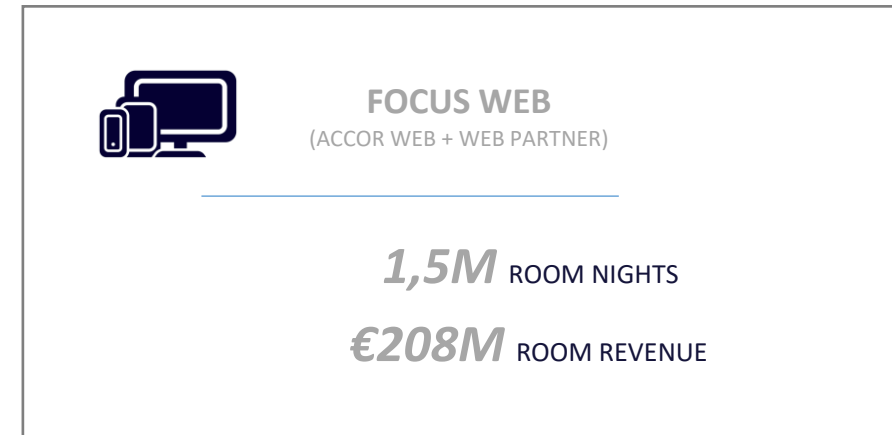 FOCUS WEB
(ACCOR WEB + WEB PARTNER)
1,5M ROOM NIGHTS
€208M ROOM REVENUE